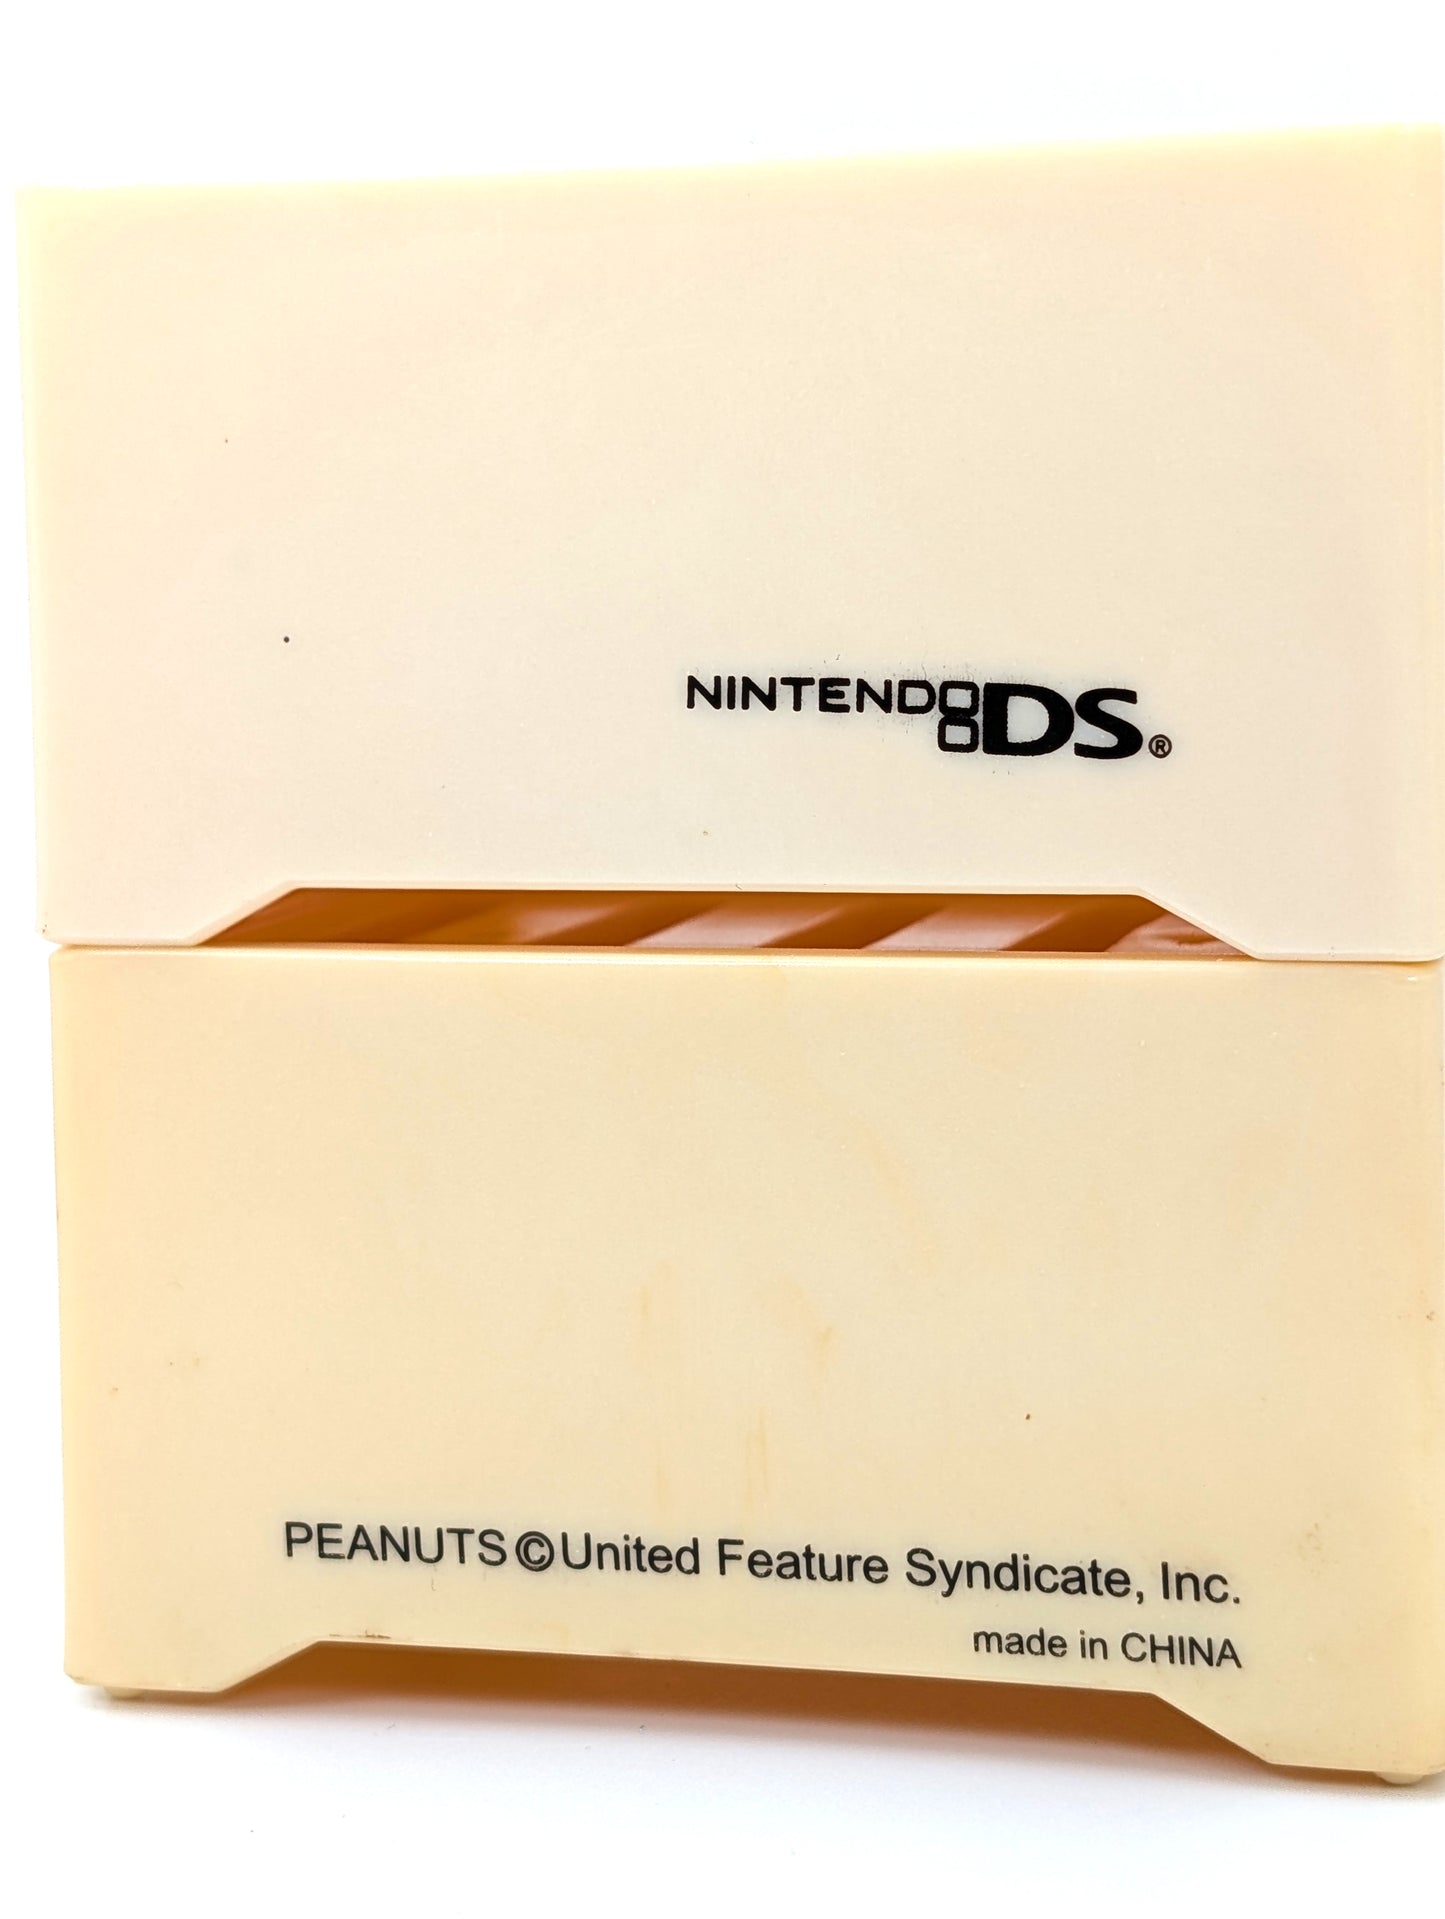 NINTENDO DS®
PEANUTS © United Feature Syndicate, Inc.
made in CHINA